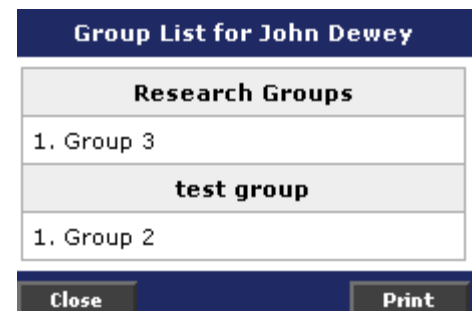 Group List for John Dewey
Research Groups
1. Group 3
test group
1. Group 2
Close Print